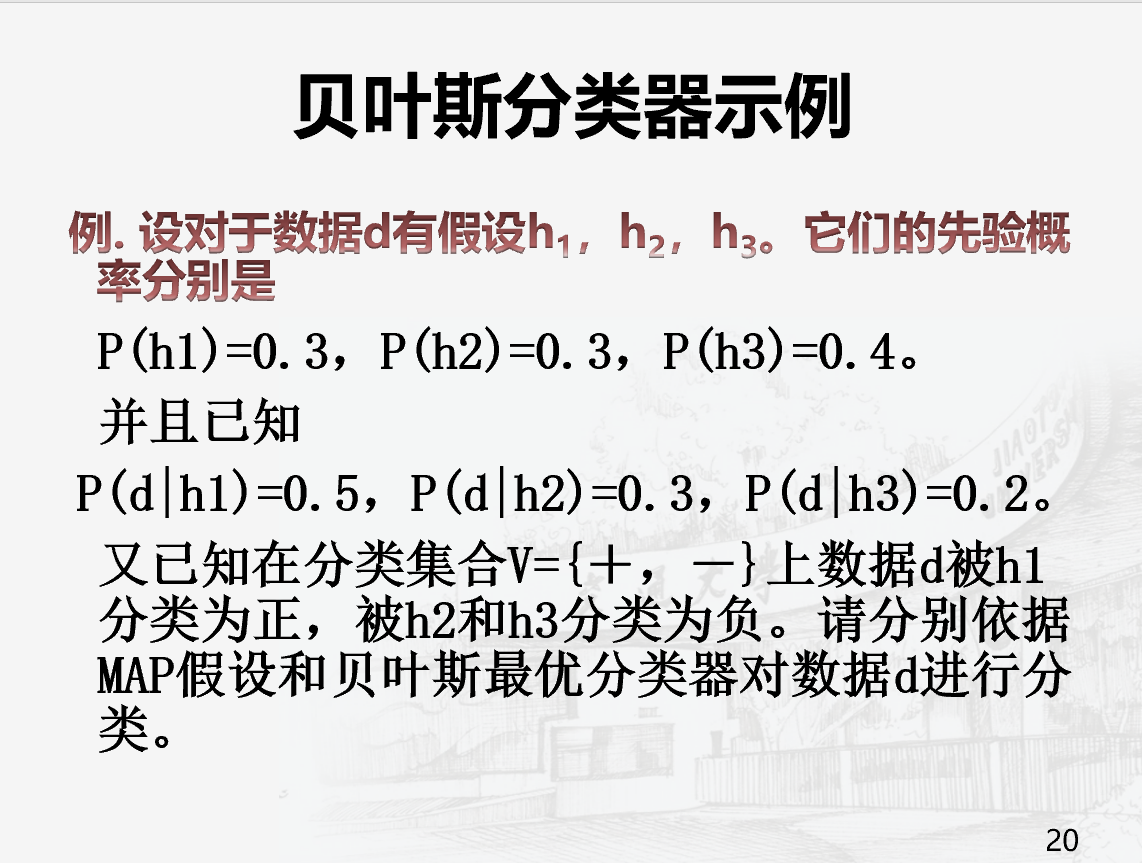 贝叶斯分类器示例
例. 设对于数据d有假设h1，h2，h3。它们的先验概
率分别是
P(h1)=0.3，P(h2)=0.3，P(h3)=0.4。
并且已知
P(d|h1)=0.5，P(d|h2)=0.3，P(d|h3)=0.2。
又已知在分类集合V={＋，－}上数据d被h1
分类为正，被h2和h3分类为负。请分别依据
MAP假设和贝叶斯最优分类器对数据d进行分
类。
20